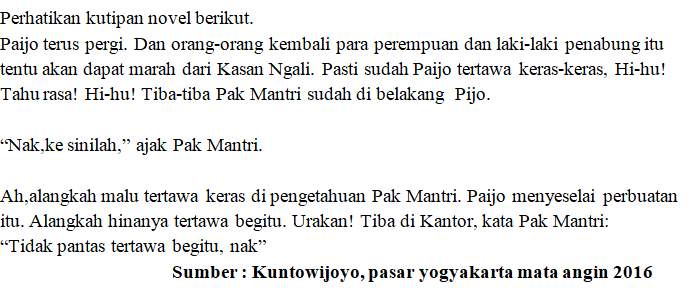 Perhatikan kutipan novel berikut.
Paijo terus pergi. Dan orang-orang kembali para perempuan dan laki-laki penabung itu
tentu akan dapat marah dari Kasan Ngali. Pasti sudah Paijo tertawa keras-keras, Hi-hu!
Tahu rasa! Hi-hu! Tiba-tiba Pak Mantri sudah di belakang Pijo.
“Nak,ke sinilah,” ajak Pak Mantri.
Ah,alangkah malu tertawa keras di pengetahuan Pak Mantri. Paijo menyeselai perbuatan
itu. Alangkah hinanya tertawa begitu. Urakan! Tiba di Kantor, kata Pak Mantri:
“Tidak pantas tertawa begitu, nak”
Sumber : Kuntowijoyo, pasar yogyakarta mata angin 2016